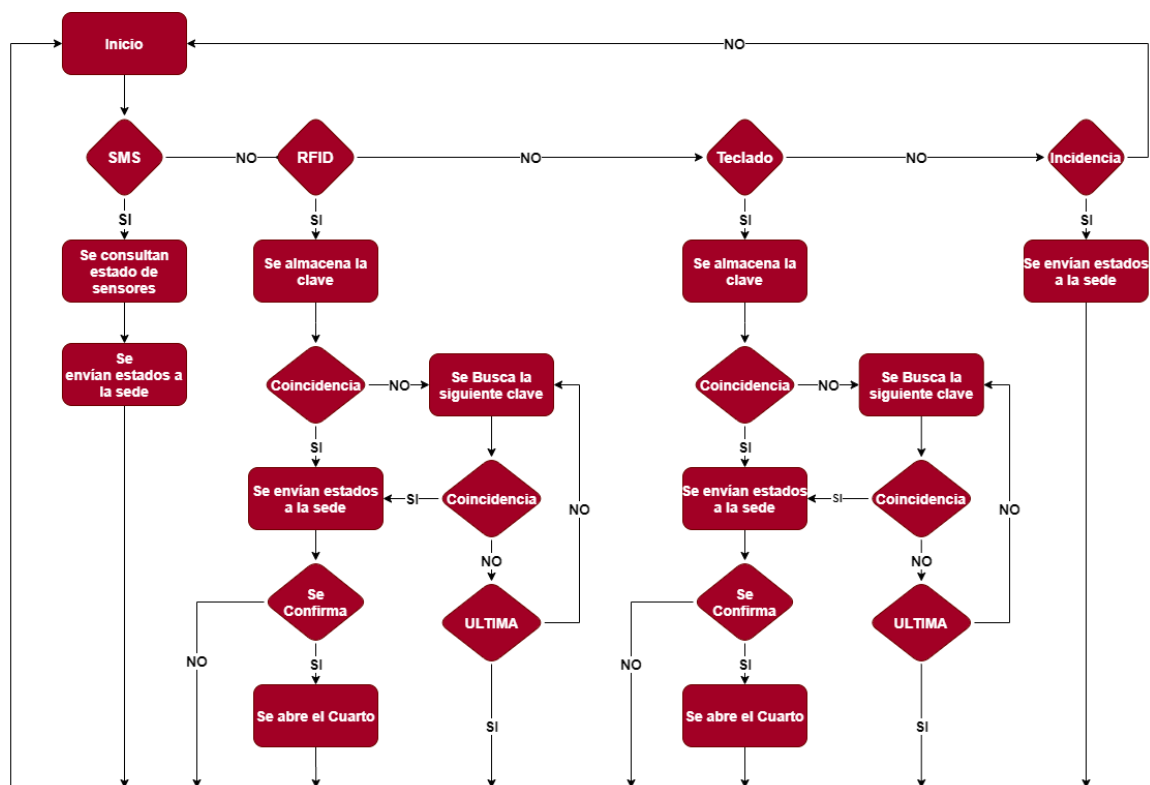 Inicio
NO
SMS
NO
RFID
NO
Teclado
NO
Incidencia
SI
SI
SI
SI
Se consultan
estado de
sensores
Se almacena la
clave
Se almacena la
clave
Se envían estados
a la sede
Se
envían estados a
la sede
Coincidencia
NO
Se Busca la
siguiente clave
Coincidencia
NO
Se Busca la
siguiente clave
SI
SI
Se envían estados
a la sede
SI
Coincidencia
NO
Se envían estados
a la sede
SI
Coincidencia
NO
NO
NO
Se
Confirma
ULTIMA
Se
Confirma
ULTIMA
NO
SI
NO
SI
Se abre el Cuarto
SI
Se abre el Cuarto
SI